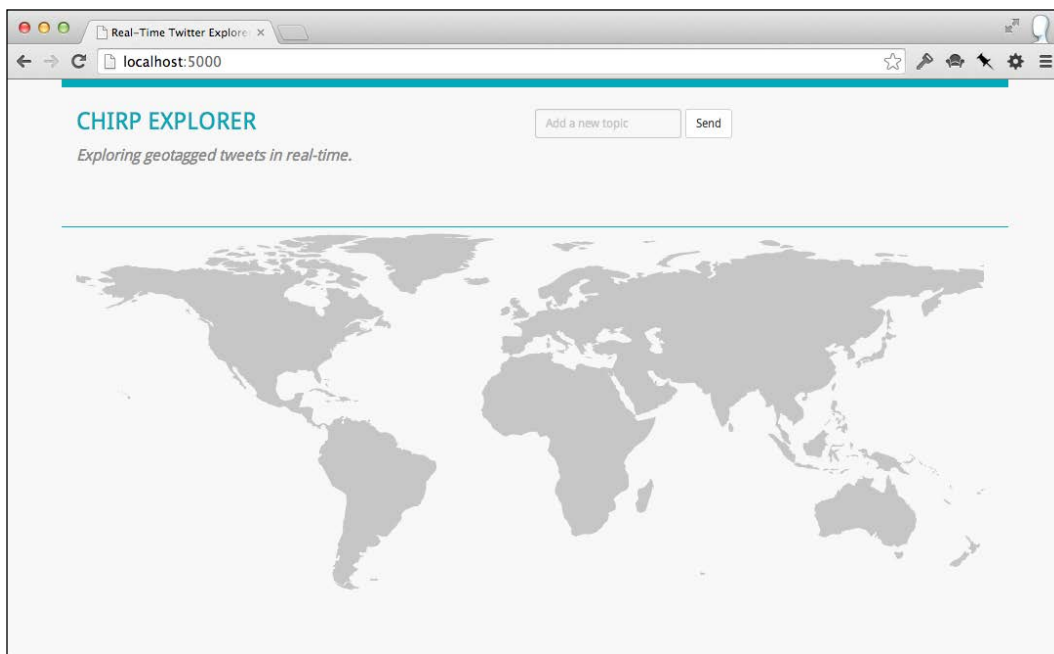 Real-Time Twitter Explore
localhost:5000
CHIRP EXPLORER
Add a new topic
Send
Exploring geotagged tweets in real-time.